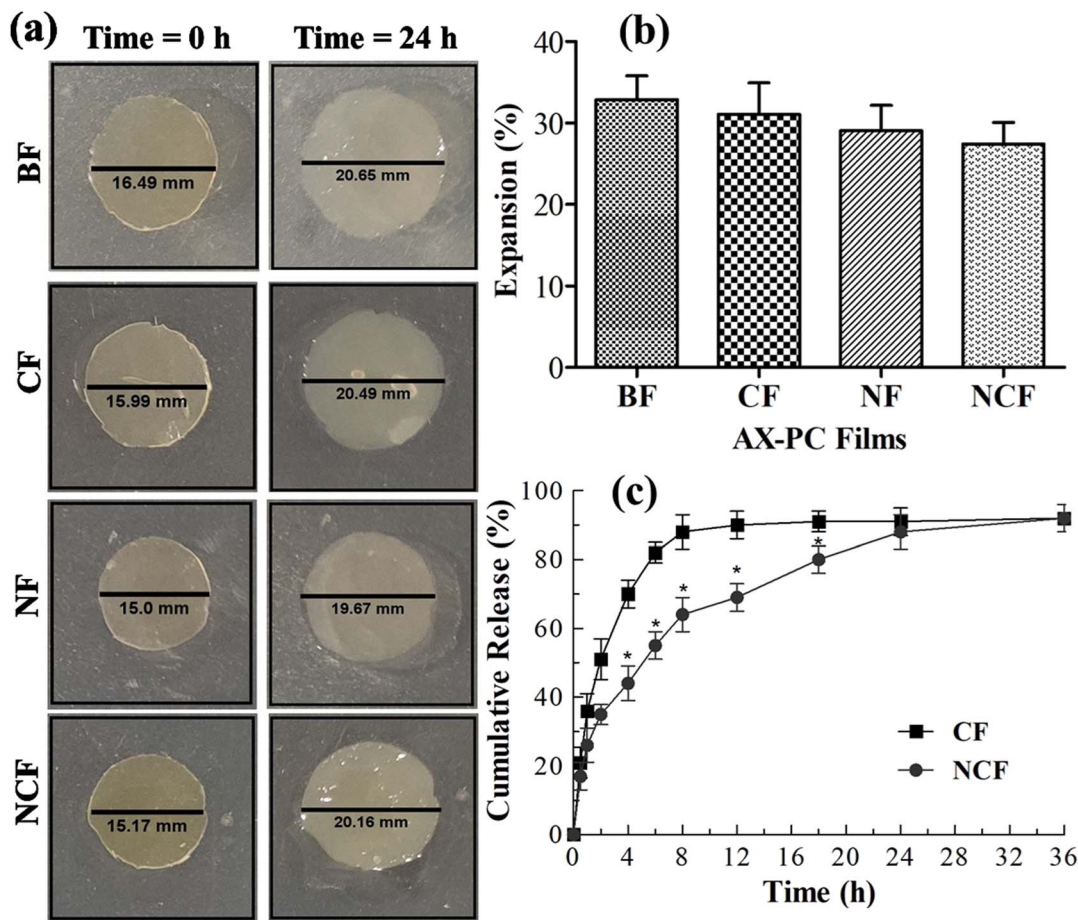 (a) Time = 0 h Time = 24 h
BF
16.49 mm
20.65 mm
CF
15.99 mm
20.49 mm
NF
15.0 mm
19.67 mm
NCF
15.17 mm
20.16 mm
(b)
Expansion (%)
40
30
20
10
0
BF CF NF NCF
AX-PC Films
(c)
Cumulative Release (%)
100
80
60
40
20
0
* * * * *
CF
NCF
0 4 8 12 16 20 24 28 32 36
Time (h)